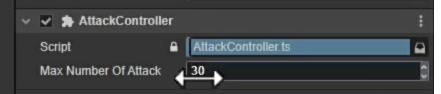 AttackController
Script AttackController.ts
Max Number Of Attack 30